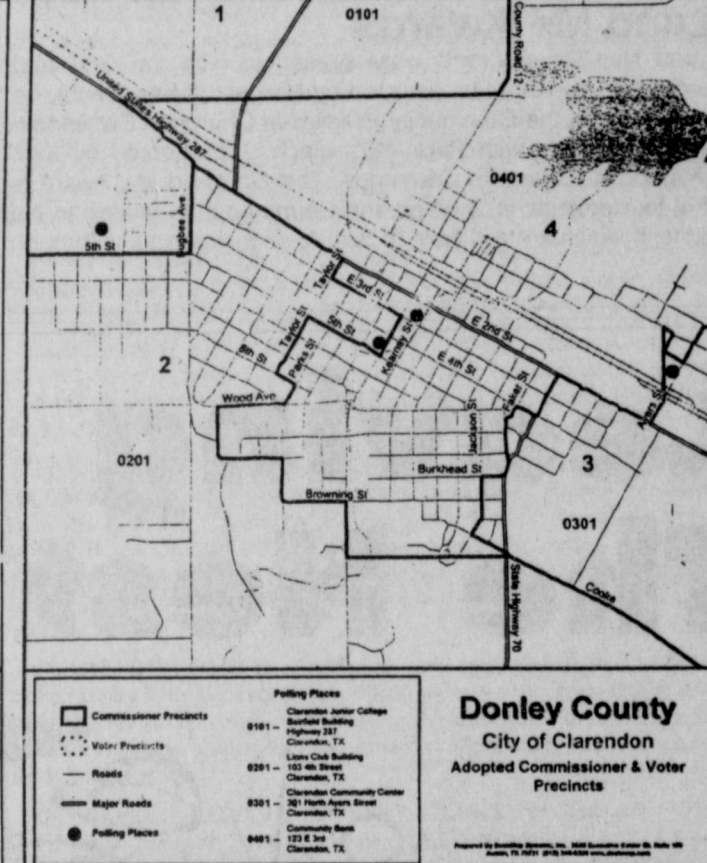 1
0101
County Road 12
United States Highway 287
0401
4
Bugbee Ave
5th St
Taylor St
E 3rd St
Taylor St
5th St
Kearney St
E 2nd St
2
8th St
Parks St
E 4th St
Wood Ave
Jackson St
Faker St
Ayers St
0201
Burkhead St
3
Browning St
0301
State Highway 70
Cooke
Commissioner Precincts
Voter Precincts
Roads
Major Roads
Polling Places
Polling Places
0101 - Clarendon Junior College
Bairfield Building
Highway 287
Clarendon, TX
0201 - Lions Club Building
103 4th Street
Clarendon, TX
0301 - Clarendon Community Center
301 North Ayers Street
Clarendon, TX
0401 - Community Bank
123 E 3rd
Clarendon, TX
Donley County
City of Clarendon
Adopted Commissioner & Voter
Precincts